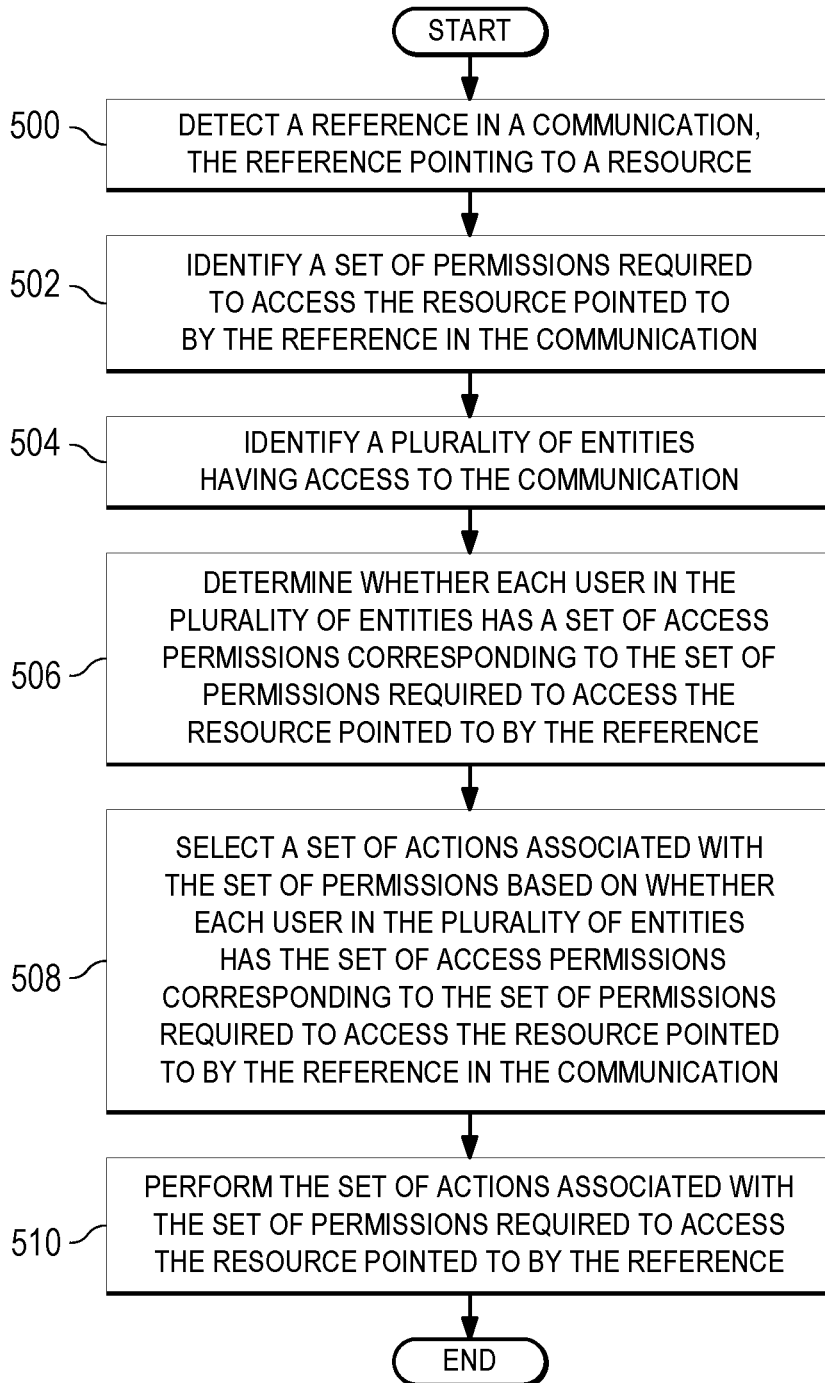 START
500
DETECT A REFERENCE IN A COMMUNICATION,
THE REFERENCE POINTING TO A RESOURCE
502
IDENTIFY A SET OF PERMISSIONS REQUIRED
TO ACCESS THE RESOURCE POINTED TO
BY THE REFERENCE IN THE COMMUNICATION
504
IDENTIFY A PLURALITY OF ENTITIES
HAVING ACCESS TO THE COMMUNICATION
506
DETERMINE WHETHER EACH USER IN THE
PLURALITY OF ENTITIES HAS A SET OF ACCESS
PERMISSIONS CORRESPONDING TO THE SET OF
PERMISSIONS REQUIRED TO ACCESS THE
RESOURCE POINTED TO BY THE REFERENCE
508
SELECT A SET OF ACTIONS ASSOCIATED WITH
THE SET OF PERMISSIONS BASED ON WHETHER
EACH USER IN THE PLURALITY OF ENTITIES
HAS THE SET OF ACCESS PERMISSIONS
CORRESPONDING TO THE SET OF PERMISSIONS
REQUIRED TO ACCESS THE RESOURCE POINTED
TO BY THE REFERENCE IN THE COMMUNICATION
510
PERFORM THE SET OF ACTIONS ASSOCIATED WITH
THE SET OF PERMISSIONS REQUIRED TO ACCESS
THE RESOURCE POINTED TO BY THE REFERENCE
END